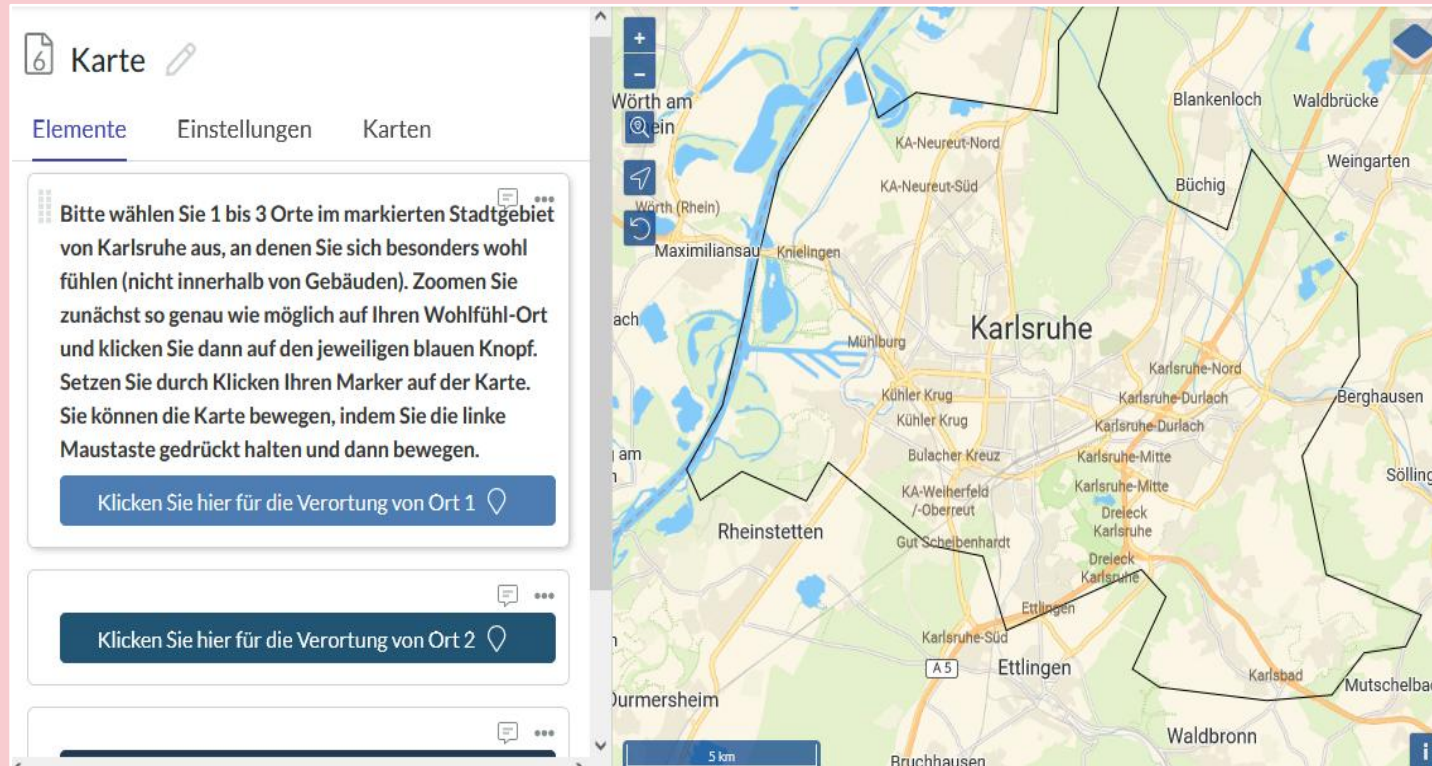 6 Karte
Elemente Einstellungen Karten
Bitte wählen Sie 1 bis 3 Orte im markierten Stadtgebiet
von Karlsruhe aus, an denen Sie sich besonders wohl
fühlen (nicht innerhalb von Gebäuden). Zoomen Sie
zunächst so genau wie möglich auf Ihren Wohlfühl-Ort
und klicken Sie dann auf den jeweiligen blauen Knopf.
Setzen Sie durch Klicken Ihren Marker auf der Karte.
Sie können die Karte bewegen, indem Sie die linke
Maustaste gedrückt halten und dann bewegen.
Klicken Sie hier für die Verortung von Ort 1
Klicken Sie hier für die Verortung von Ort 2
+
−
Wörth am
Blankenloch
Waldbrücke
KA-Neureut-Nord
Weingarten
KA-Neureut-Süd
Büchig
Wörth (Rhein)
Maximiliansau
Knielingen
Karlsruhe
Mühlburg
Karlsruhe-Nord
Kühler Krug
Karlsruhe-Durlach
Berghausen
Kühler Krug
Karlsruhe-Durlach
Bulacher Kreuz
Karlsruhe-Mitte
am
KA-Weiherfeld
/-Oberreut
Karlsruhe-Mitte
Rheinstetten
Dreieck
Karlsruhe
Gut Scheibenhardt
Dreieck
Karlsruhe
Ettlingen
Karlsruhe-Süd
A 5
Ettlingen
Karlsbad
Durmersheim
Waldbronn
5 km
Bruchhausen
i